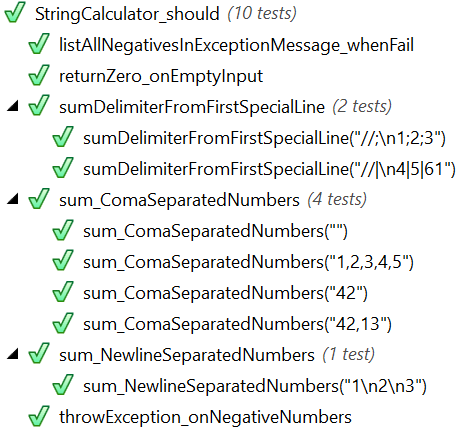 StringCalculator_should (10 tests)
listAllNegativesInExceptionMessage_whenFail
returnZero_onEmptyInput
sumDelimiterFromFirstSpecialLine (2 tests)
sumDelimiterFromFirstSpecialLine("//;\n1;2;3")
sumDelimiterFromFirstSpecialLine("//|\n4|5|61")
sum_ComaSeparatedNumbers (4 tests)
sum_ComaSeparatedNumbers("")
sum_ComaSeparatedNumbers("1,2,3,4,5")
sum_ComaSeparatedNumbers("42")
sum_ComaSeparatedNumbers("42,13")
sum_NewlineSeparatedNumbers (1 test)
sum_NewlineSeparatedNumbers("1\n2\n3")
throwException_onNegativeNumbers